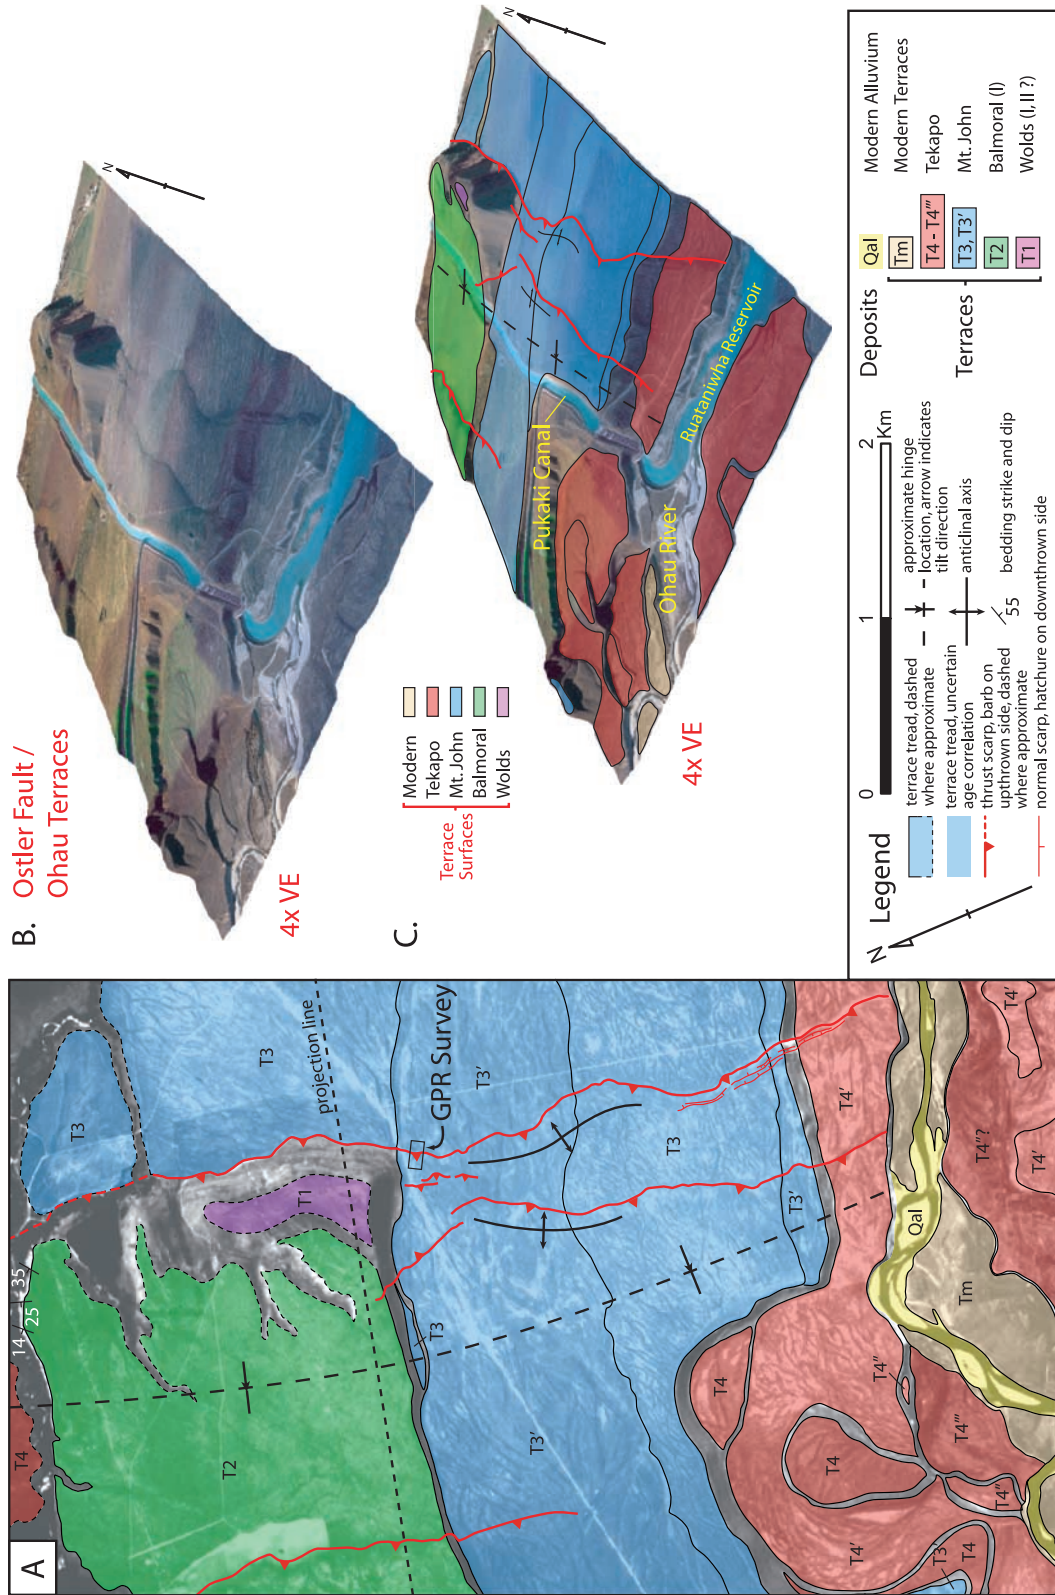 A
T4
14
25
35
T3
T2
T1
T3
projection line
GPR Survey
T3'
T3
T3'
T3
T3'
T4'
T4
T4"
T4
T4'''
T4"
T4'
T3'
T4
Qal
Tm
T4"?
T4'
T4'
B.
Ostler Fault /
Ohau Terraces
N
4x VE
C.
N
Terrace
Surfaces
Modern
Tekapo
Mt. John
Balmoral
Wolds
Pukaki Canal
Ohau River
Ruataniwha Reservoir
4x VE
N
Legend
0 1 2
Km
terrace tread, dashed
where approximate
terrace tread, uncertain
age correlation
thrust scarp, barb on
upthrown side, dashed
where approximate
normal scarp, hatchure on downthrown side
approximate hinge
location, arrow indicates
tilt direction
anticlinal axis
55
bedding strike and dip
Deposits
Terraces
Qal Modern Alluvium
Tm Modern Terraces
T4 - T4''' Tekapo
T3, T3' Mt. John
T2 Balmoral (I)
T1 Wolds (I, II ?)